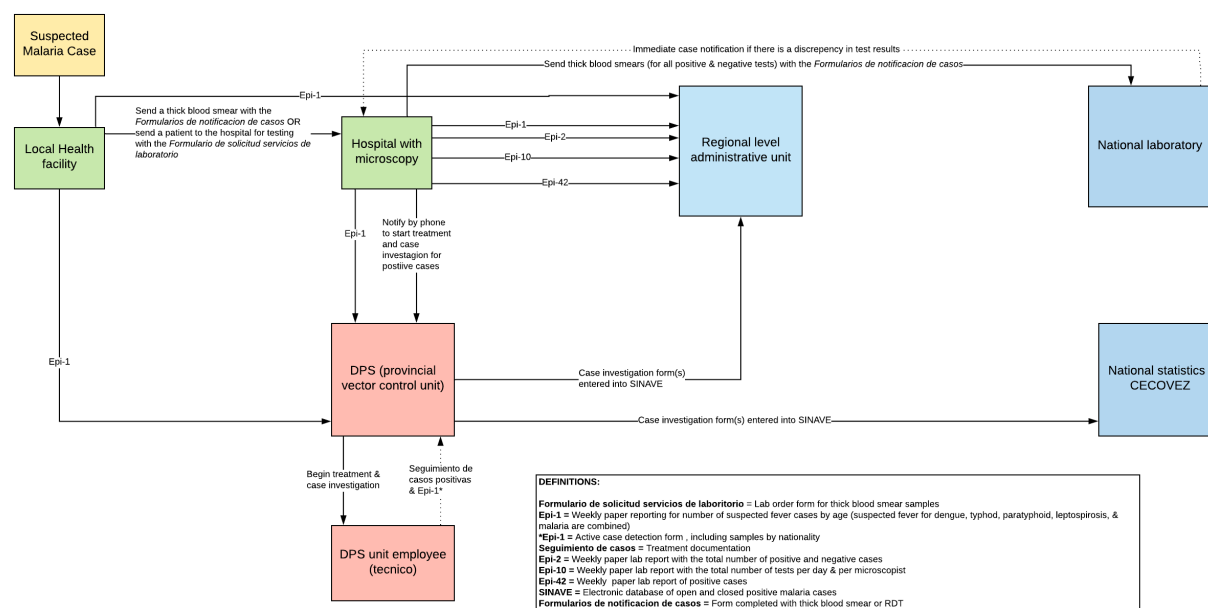 Suspected
Malaria Case
Immediate case notification if there is a discrepency in test results
Send thick blood smears (for all positive & negative tests) with the Formularios de notificacion de casos
Epi-1
Send a thick blood smear with the
Formularios de notificacion de casos OR
send a patient to the hospital for testing
with the Formulario de solicitud servicios de
laboratorio
Local Health
facility
Hospital with
microscopy
Epi-1
Epi-2
Epi-10
Epi-42
Regional level
administrative unit
National laboratory
Epi-1
Notify by phone
to start treatment
and case
investagion for
postiive cases
Epi-1
DPS (provincial
vector control unit)
Case investigation form(s)
entered into SINAVE
National statistics
CECOVEZ
Case investigation form(s) entered into SINAVE
Begin treatment &
case investigation
Seguimiento de
casos positivas
& Epi-1*
DPS unit employee
(tecnico)
DEFINITIONS:
Formulario de solicitud servicios de laboritorio = Lab order form for thick blood smear samples
Epi-1 = Weekly paper reporting for number of suspected fever cases by age (suspected fever for dengue, typhod, paratyphoid, leptospirosis, &
malaria are combined)
*Epi-1 = Active case detection form , including samples by nationality
Seguimiento de casos = Treatment documentation
Epi-2 = Weekly paper lab report with the total number of positive and negative cases
Epi-10 = Weekly paper lab report with the total number of tests per day & per microscopist
Epi-42 = Weekly paper lab report of positive cases
SINAVE = Electronic database of open and closed positive malaria cases
Formularios de notificacion de casos = Form completed with thick blood smear or RDT